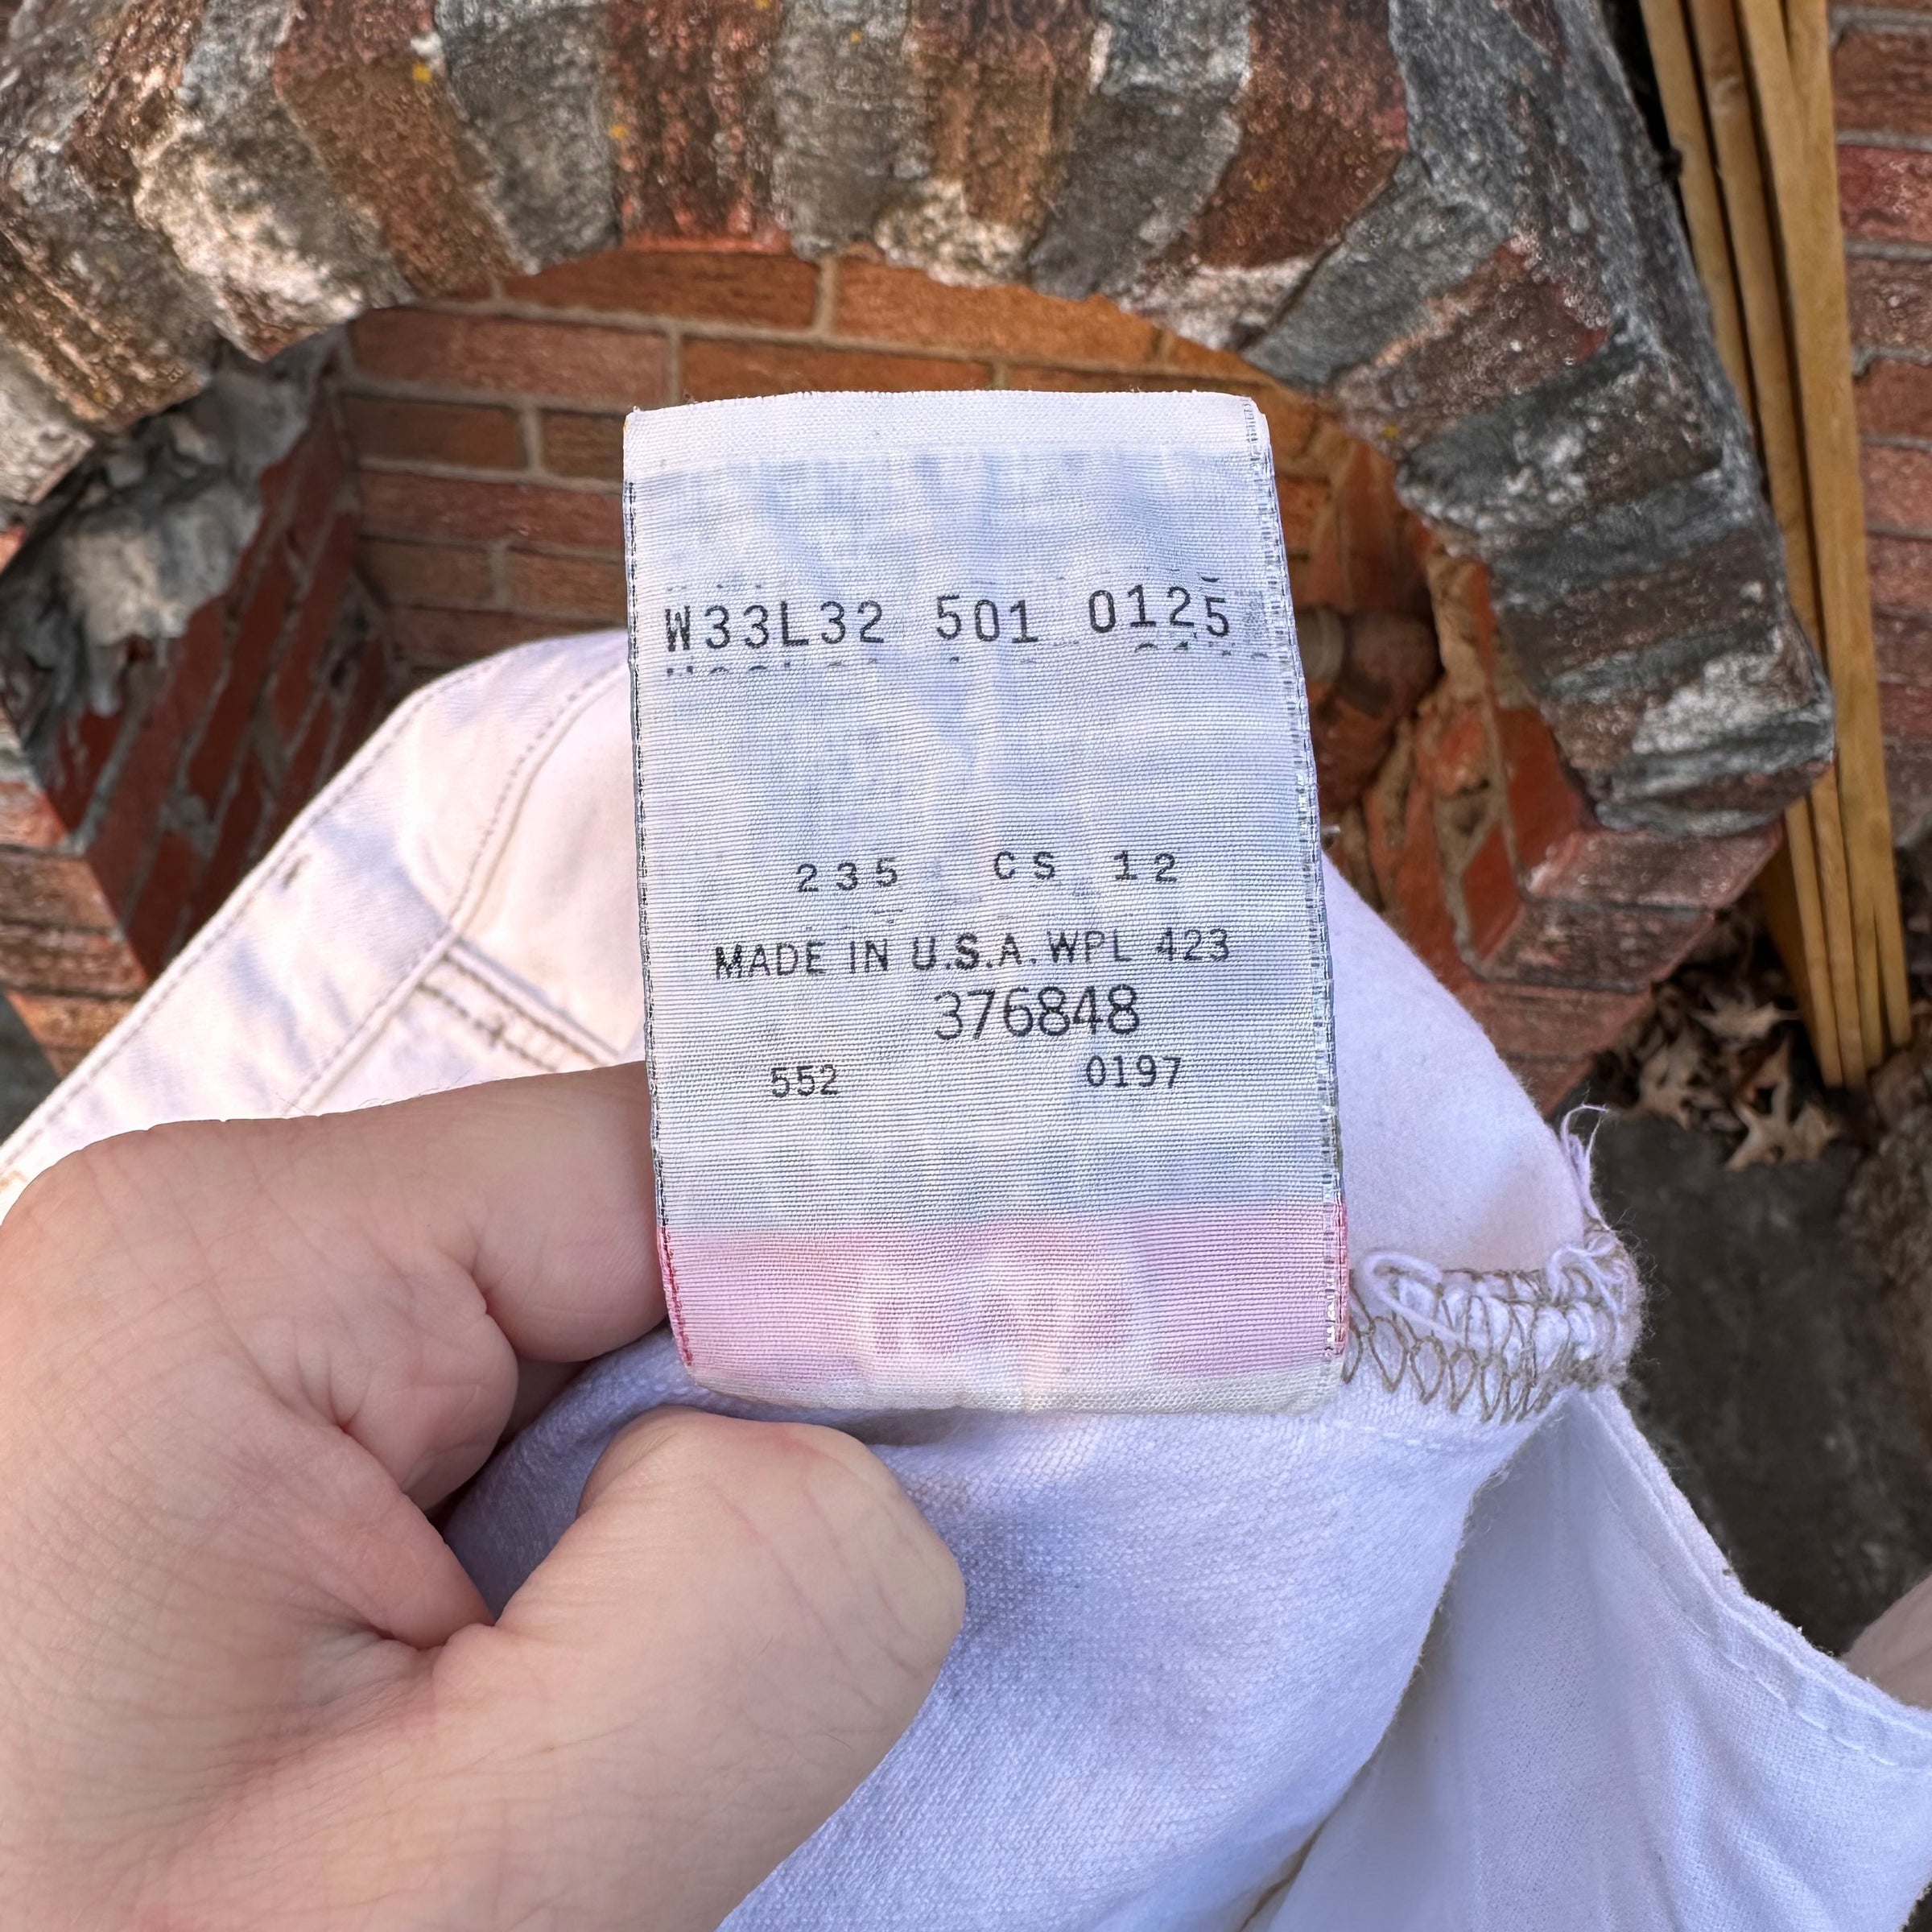 W33L32 501 0125
235 CS 12
MADE IN U.S.A. WPL 423
376848
552 0197